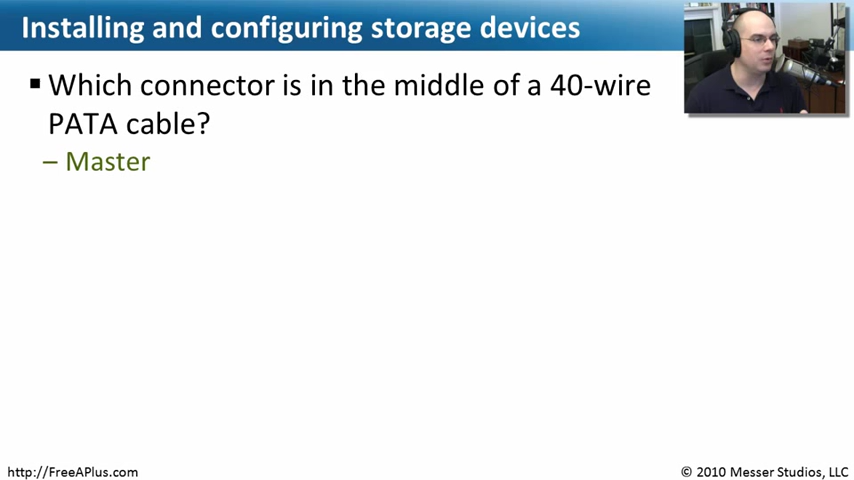 Installing and configuring storage devices
▪ Which connector is in the middle of a 40-wire
PATA cable?
– Master
http://FreeAPlus.com
© 2010 Messer Studios, LLC